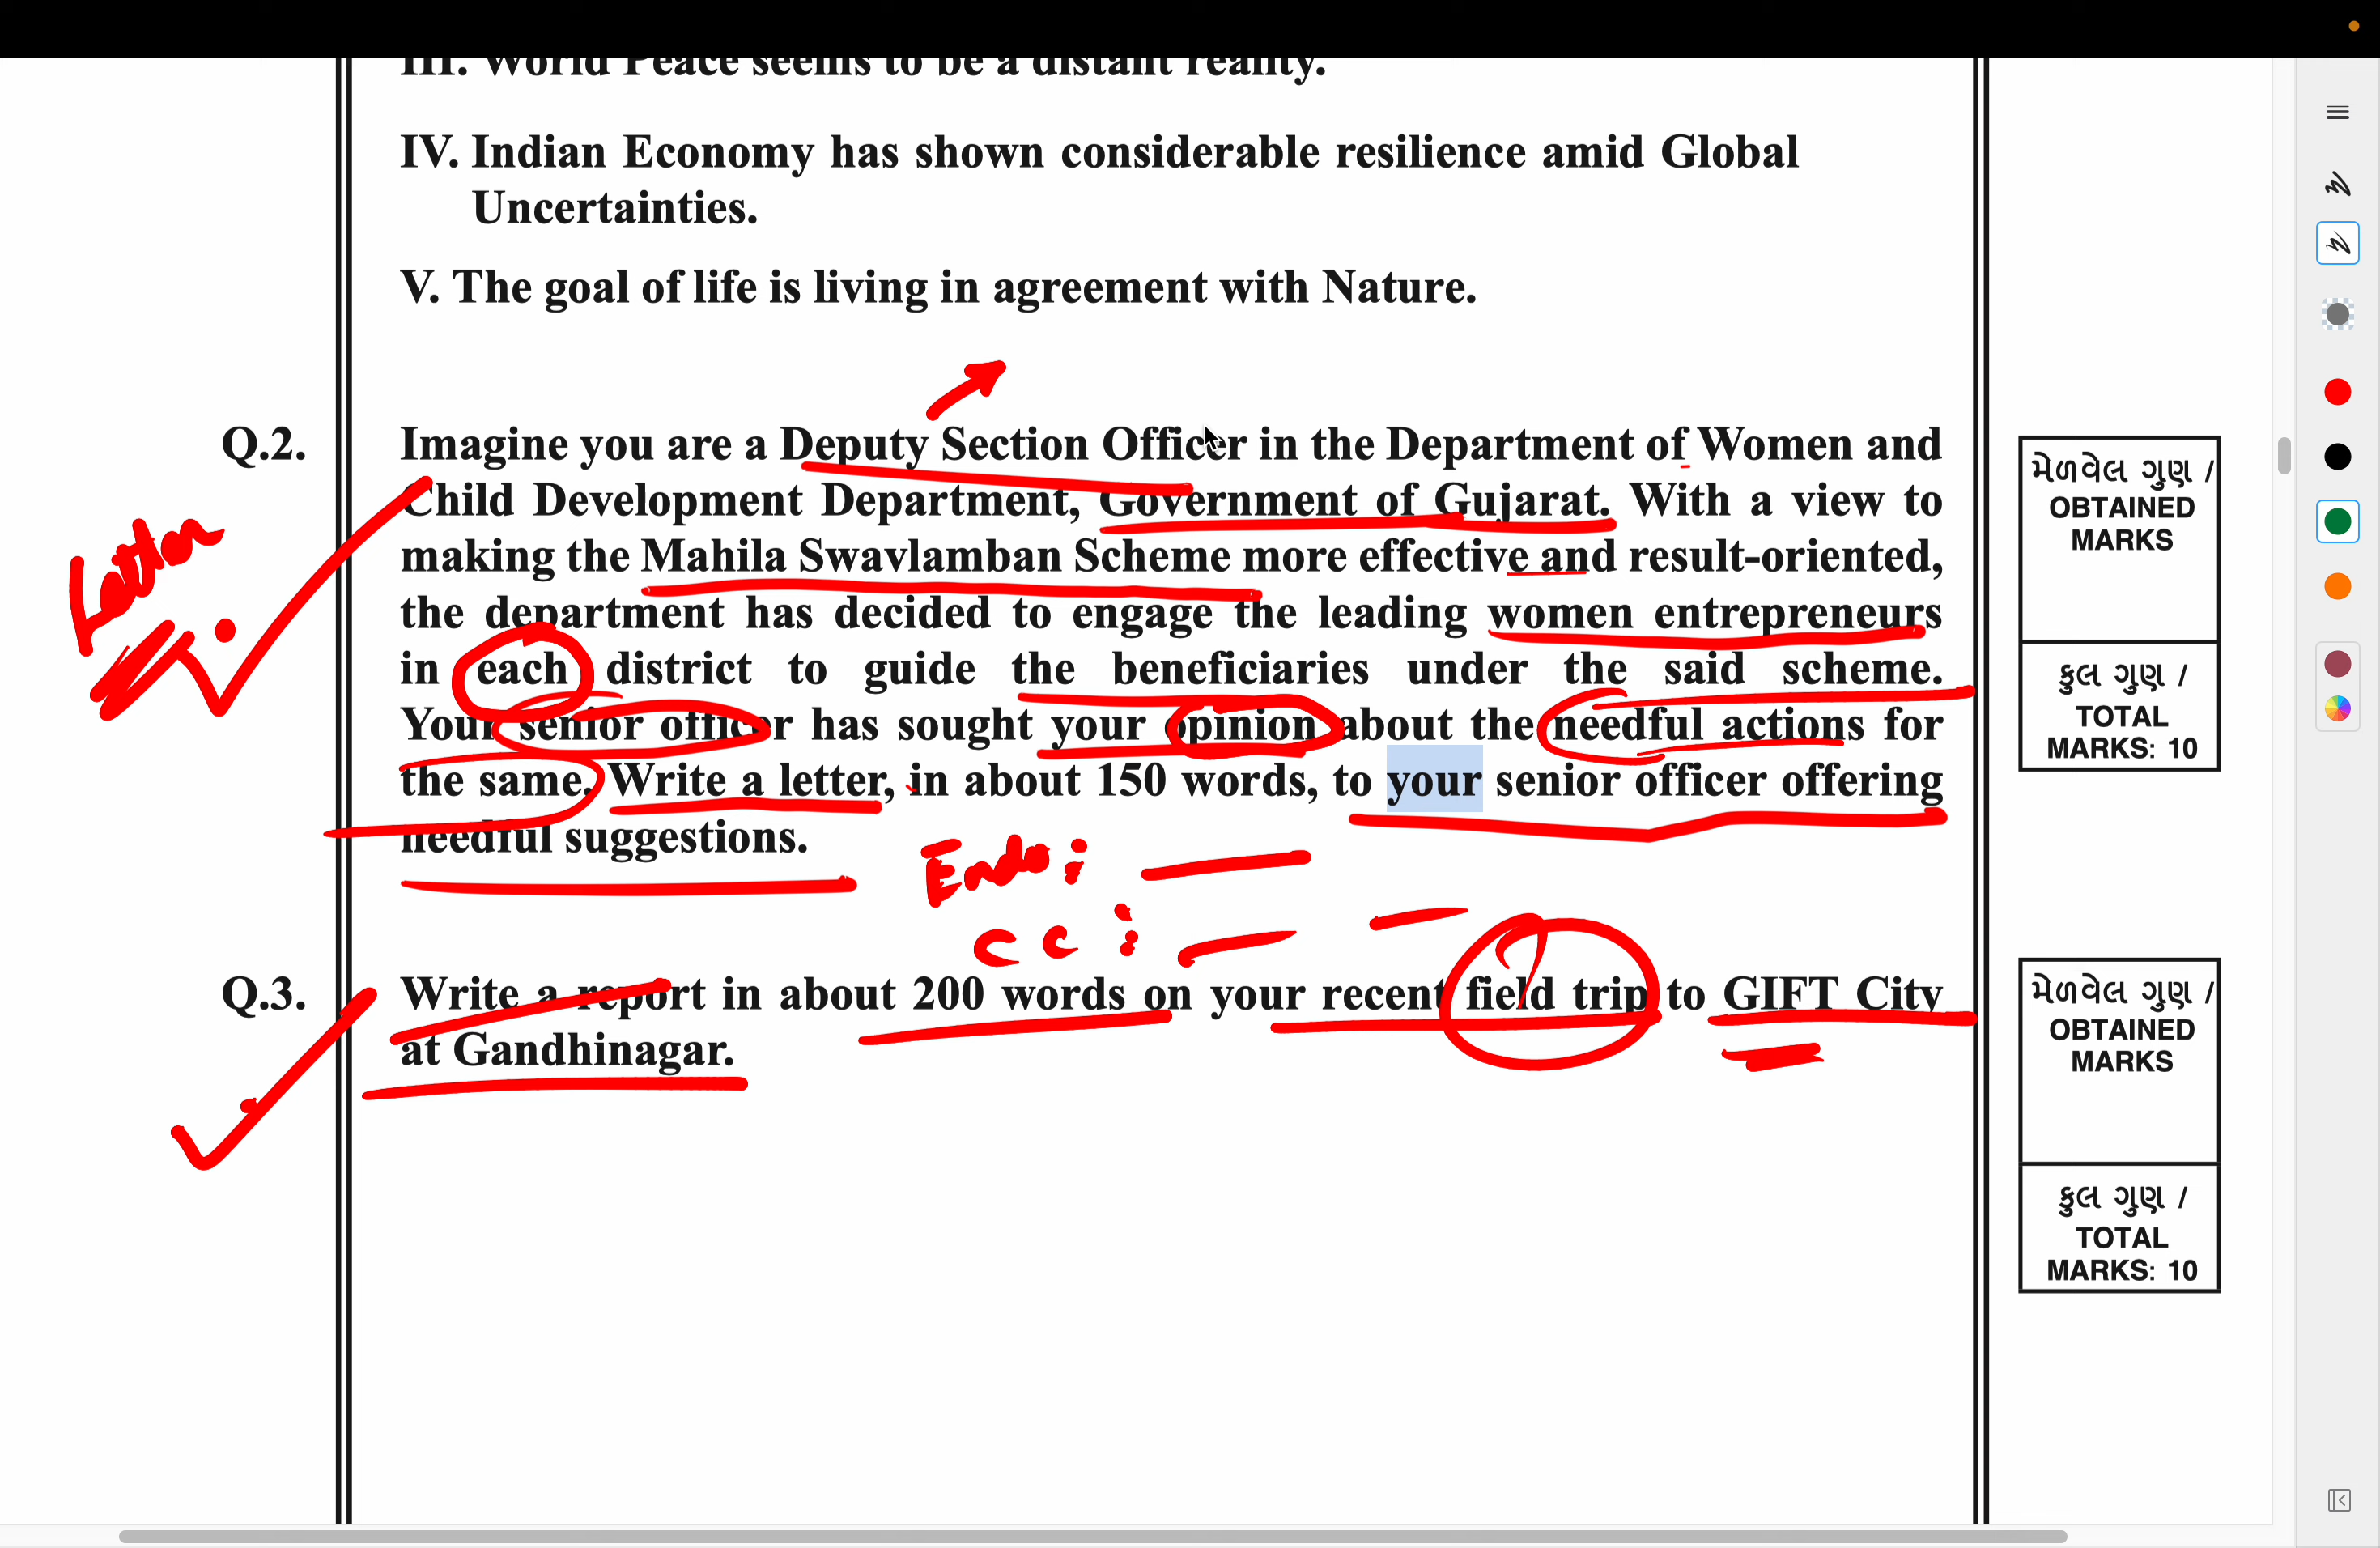 III. World Peace seems to be a distant reality.
IV. Indian Economy has shown considerable resilience amid Global
Uncertainties.
V. The goal of life is living in agreement with Nature.
Q.2. Imagine you are a Deputy Section Officer in the Department of Women and
Child Development Department, Government of Gujarat. With a view to
making the Mahila Swavlamban Scheme more effective and result-oriented,
the department has decided to engage the leading women entrepreneurs
in each district to guide the beneficiaries under the said scheme.
Your senior officer has sought your opinion about the needful actions for
the same. Write a letter, in about 150 words, to your senior officer offering
needful suggestions.
મેળવેલ ગુણ /
OBTAINED
MARKS
કુલ ગુણ /
TOTAL
MARKS: 10
CC:
Q.3. Write a report in about 200 words on your recent field trip to GIFT City
at Gandhinagar.
?
મેળવેલ ગુણ /
OBTAINED
MARKS
કુલ ગુણ /
TOTAL
MARKS: 10